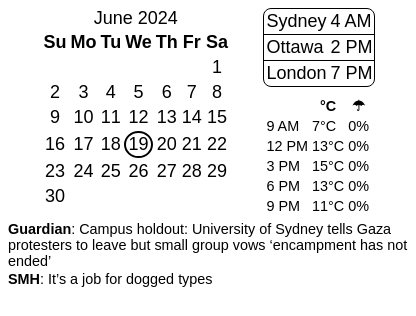 June 2024
Su Mo Tu We Th Fr Sa
1
2 3 4 5 6 7 8
9 10 11 12 13 14 15
16 17 18 19 20 21 22
23 24 25 26 27 28 29
30
Sydney 4 AM
Ottawa 2 PM
London 7 PM
°C ☂
9 AM 7°C 0%
12 PM 13°C 0%
3 PM 15°C 0%
6 PM 13°C 0%
9 PM 11°C 0%
Guardian: Campus holdout: University of Sydney tells Gaza
protesters to leave but small group vows ‘encampment has not
ended’
SMH: It’s a job for dogged types